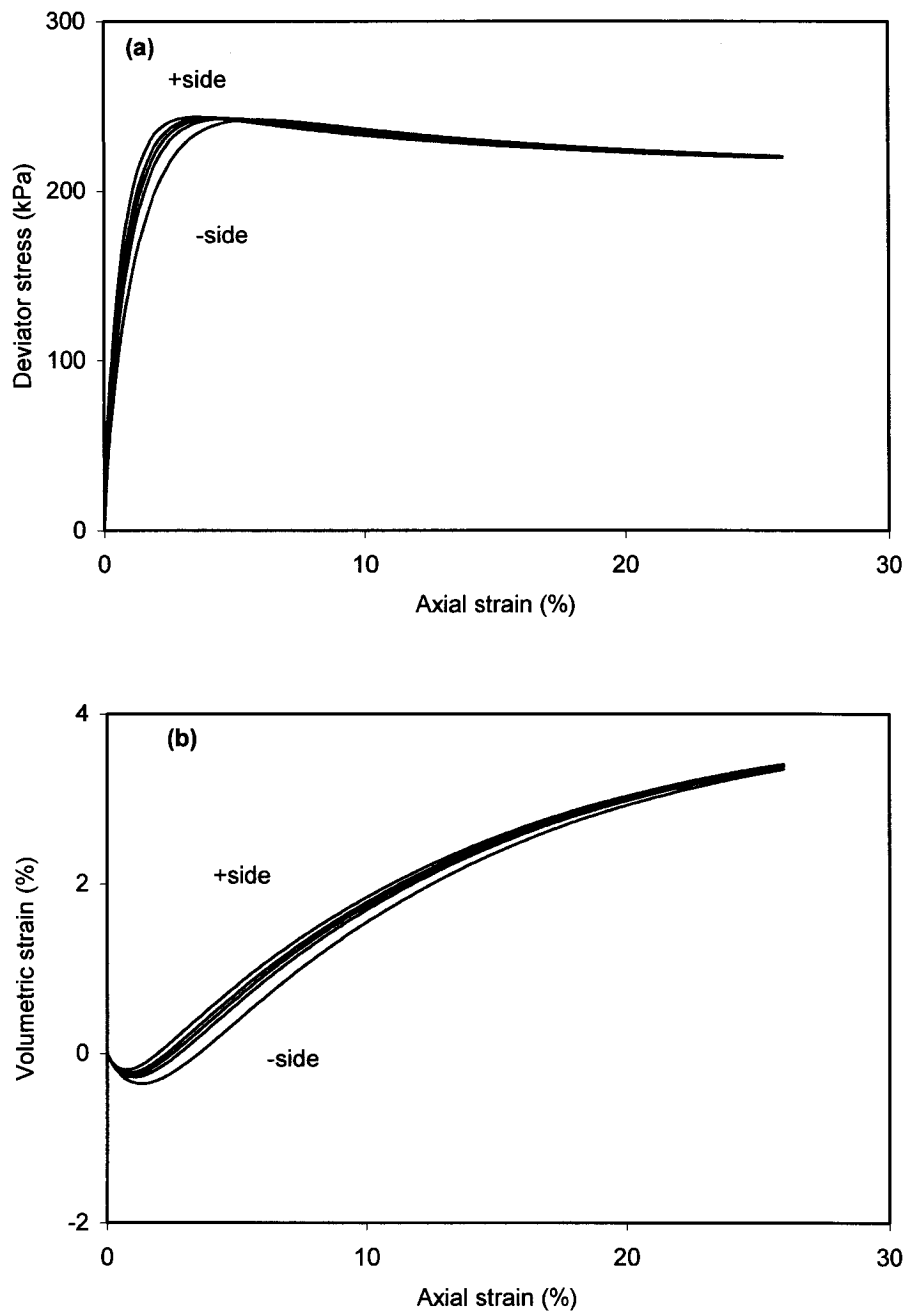 300
(a)
+side
200
-side
100
0
Deviator stress (kPa)
0 10 20 30
Axial strain (%)
4
(b)
+side
2
0
-side
-2
Volumetric strain (%)
0 10 20 30
Axial strain (%)